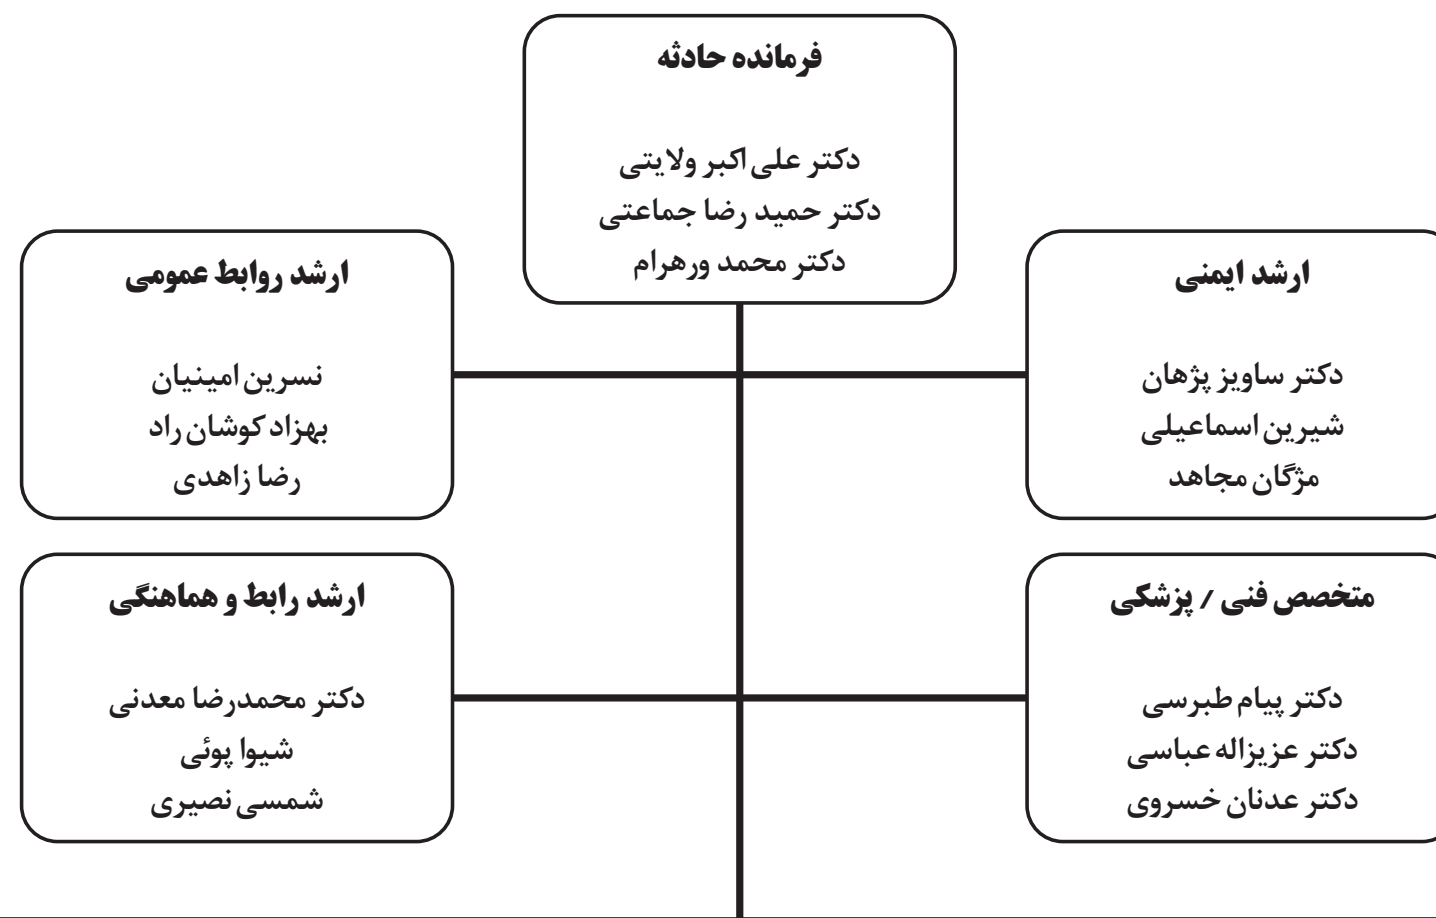 فرمانده حادثه
دکتر علی اکبر ولایتی
دکتر حمید رضا جماعتی
دکتر محمد ورهرام
ارشد ایمنی
دکتر ساویز پژهان
شیرین اسماعیلی
مژگان مجاهد
ارشد روابط عمومی
نسرین امینیان
بهزاد کوشان راد
رضا زاهدی
متخصص فنی / پزشکی
دکتر پیام طبرسی
دکتر عزیزاله عباسی
دکتر عدنان خسروی
ارشد رابط و هماهنگی
دکتر محمدرضا معدنی
شیوا پوئی
شمسی نصیری